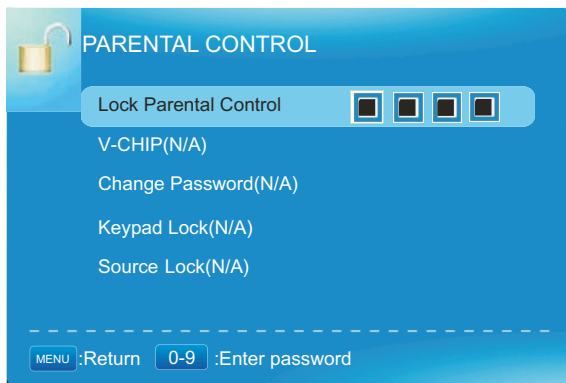 PARENTAL CONTROL
Lock Parental Control
V-CHIP(N/A)
Change Password(N/A)
Keypad Lock(N/A)
Source Lock(N/A)
MENU :Return 0-9 :Enter password